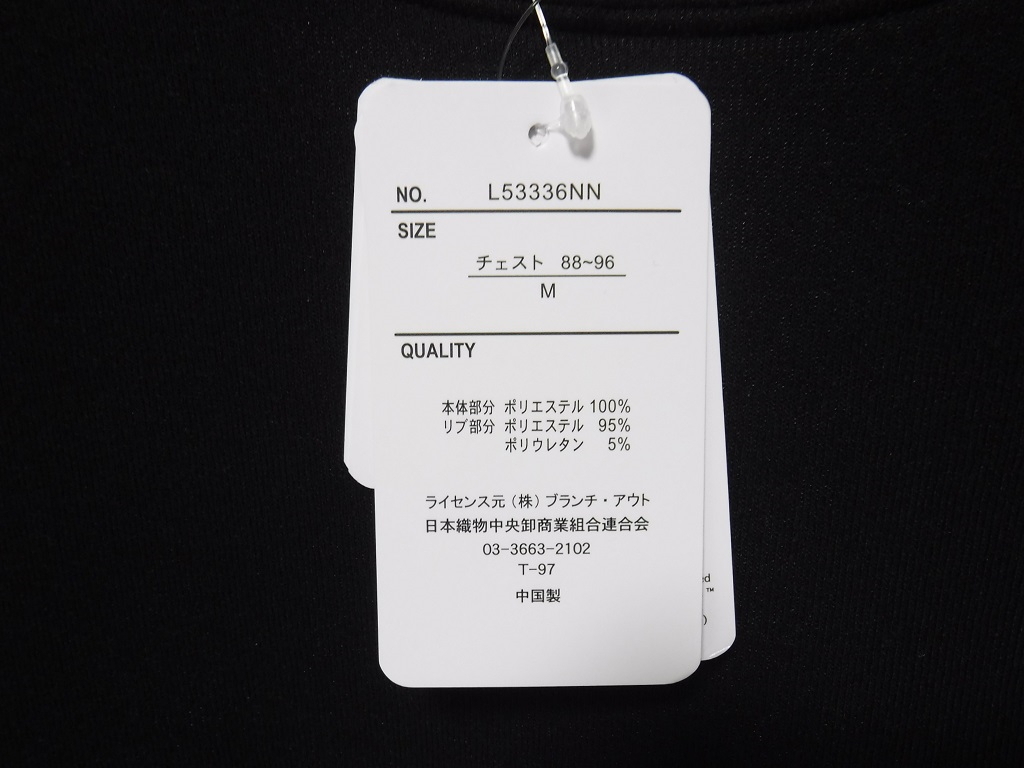 NO. L53336NN
SIZE
チェスト 88~96
M
QUALITY
本体部分 ポリエステル 100%
リブ部分 ポリエステル 95%
ポリウレタン 5%
ライセンス元（株）ブランチ・アウト
日本織物中央卸商業組合連合会
03-3663-2102
T-97
中国製
ed
™
)